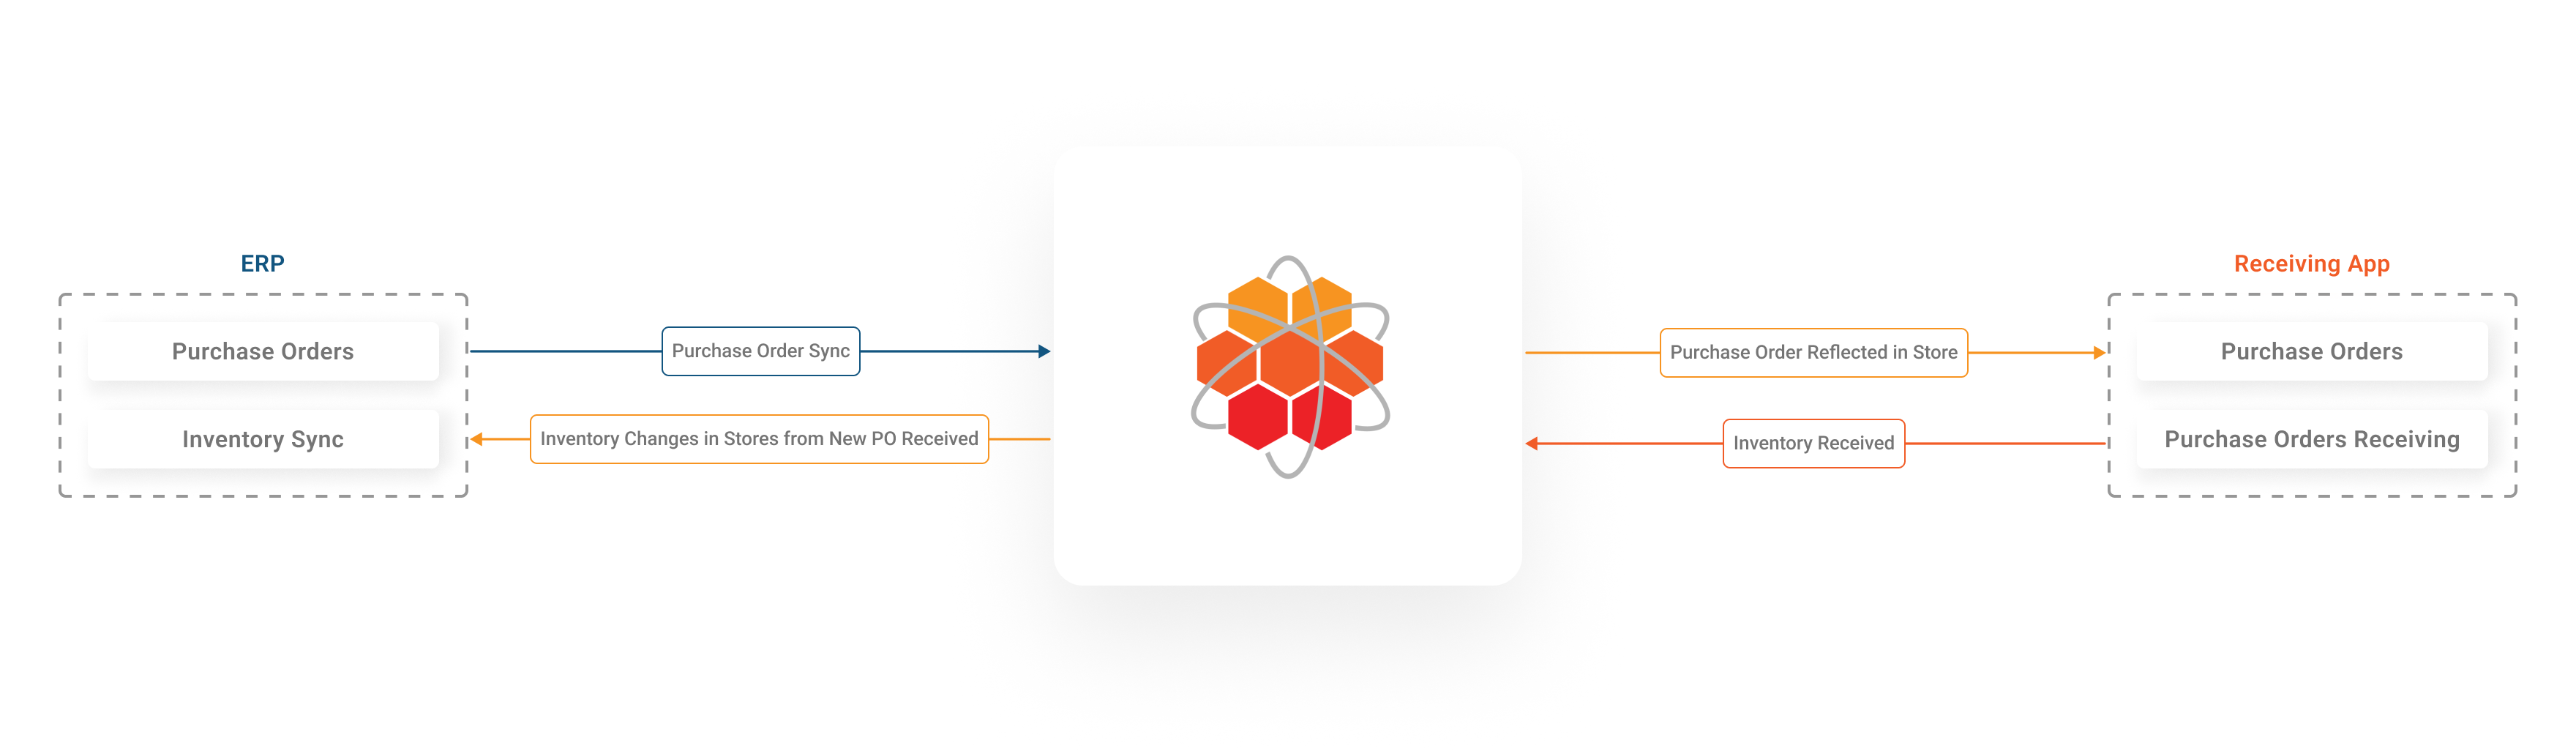 ERP
Purchase Orders
Inventory Sync
Purchase Order Sync
Inventory Changes in Stores from New PO Received
Purchase Order Reflected in Store
Inventory Received
Receiving App
Purchase Orders
Purchase Orders Receiving